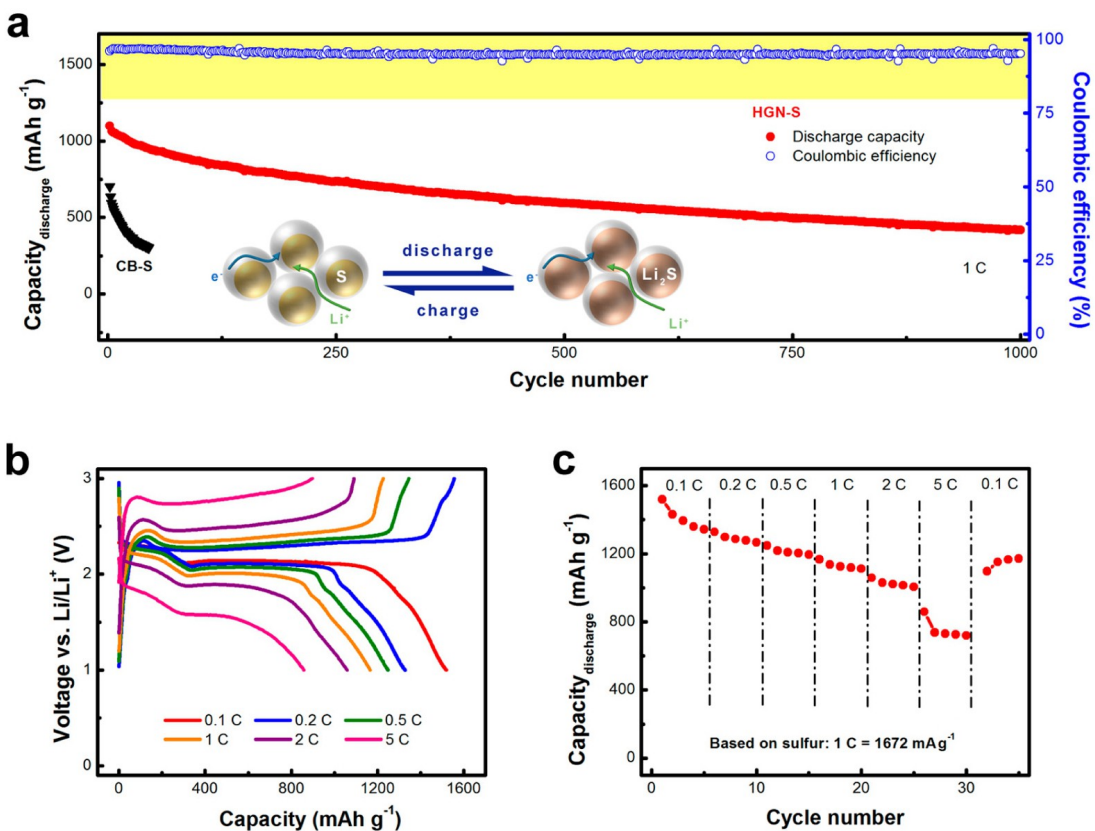 a
Capacity discharge (mAh g⁻¹)
1500
1000
500
0
100
75
50
25
0
Coulombic efficiency (%)
HGN-S
Discharge capacity
Coulombic efficiency
CB-S
e⁻
S
Li⁺
discharge
charge
e⁻
Li₂S
Li⁺
1 C
0
250
500
750
1000
Cycle number
b
Voltage vs. Li/Li⁺ (V)
3
2
1
0
0.1 C
0.2 C
0.5 C
1 C
2 C
5 C
0
400
800
1200
1600
Capacity (mAh g⁻¹)
c
Capacity discharge (mAh g⁻¹)
1600
1200
800
400
0
0.1 C
0.2 C
0.5 C
1 C
2 C
5 C
0.1 C
Based on sulfur: 1 C = 1672 mA g⁻¹
0
10
20
30
Cycle number